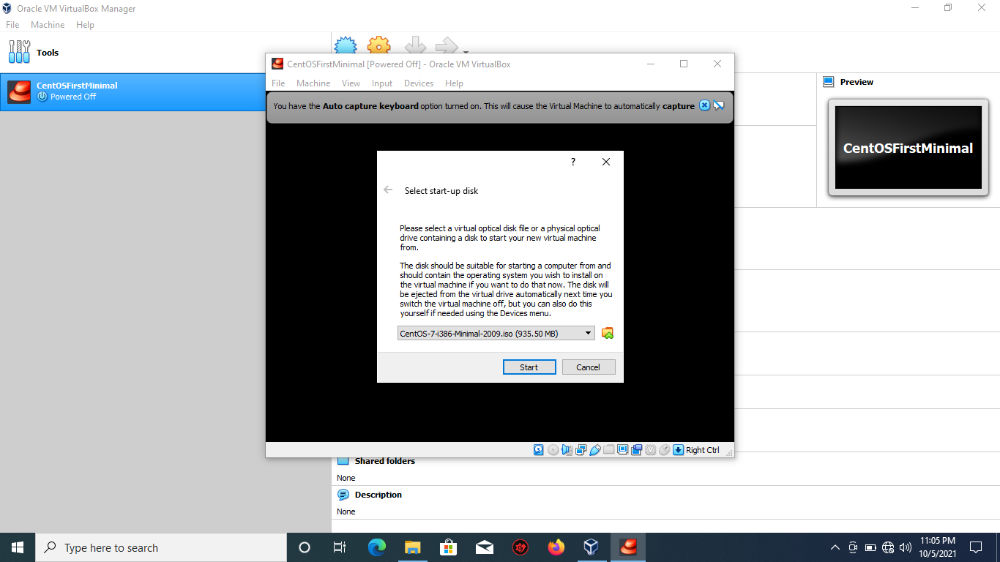 Oracle VM VirtualBox Manager
File Machine Help
Tools
CentOSFirstMinimal
Powered Off
CentOSFirstMinimal [Powered Off] - Oracle VM VirtualBox
File Machine View Input Devices Help
You have the Auto capture keyboard option turned on. This will cause the Virtual Machine to automatically capture
?
Select start-up disk
Please select a virtual optical disk file or a physical optical
drive containing a disk to start your new virtual machine
from.
The disk should be suitable for starting a computer from and
should contain the operating system you wish to install on
the virtual machine if you want to do that now. The disk will
be ejected from the virtual drive automatically next time you
switch the virtual machine off, but you can also do this
yourself if needed using the Devices menu.
CentOS-7-i386-Minimal-2009.iso (935.50 MB)
Start Cancel
Right Ctrl
Preview
CentOSFirstMinimal
Shared folders
None
Description
None
Type here to search
11:05 PM
10/5/2021